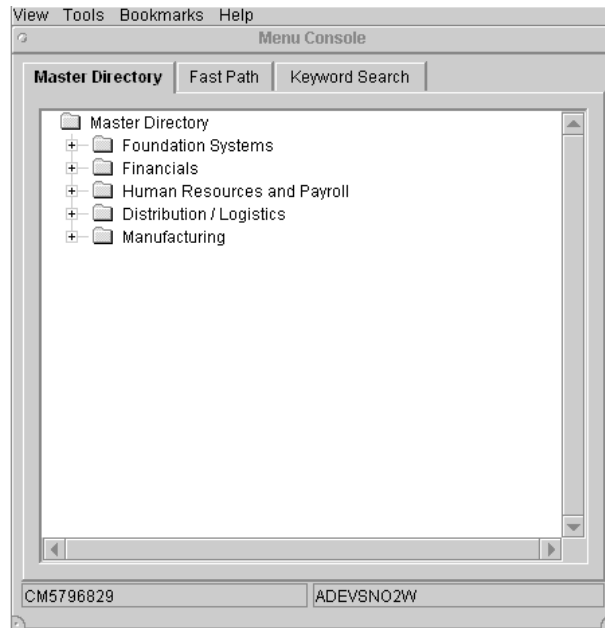 View Tools Bookmarks Help
Menu Console
Master Directory Fast Path Keyword Search
Master Directory
Foundation Systems
Financials
Human Resources and Payroll
Distribution / Logistics
Manufacturing
CM5796829 ADEVSNO2W